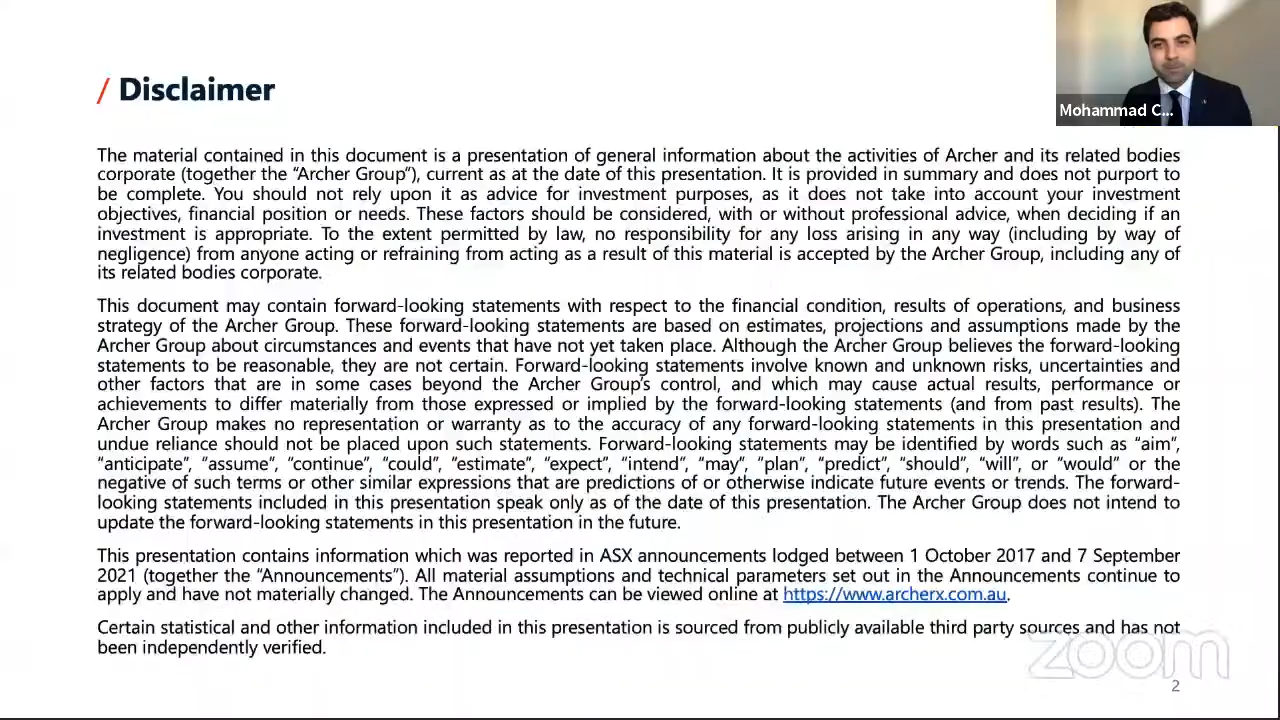 / Disclaimer
Mohammad C...
The material contained in this document is a presentation of general information about the activities of Archer and its related bodies
corporate (together the “Archer Group”), current as at the date of this presentation. It is provided in summary and does not purport to
be complete. You should not rely upon it as advice for investment purposes, as it does not take into account your investment
objectives, financial position or needs. These factors should be considered, with or without professional advice, when deciding if an
investment is appropriate. To the extent permitted by law, no responsibility for any loss arising in any way (including by way of
negligence) from anyone acting or refraining from acting as a result of this material is accepted by the Archer Group, including any of
its related bodies corporate.
This document may contain forward-looking statements with respect to the financial condition, results of operations, and business
strategy of the Archer Group. These forward-looking statements are based on estimates, projections and assumptions made by the
Archer Group about circumstances and events that have not yet taken place. Although the Archer Group believes the forward-looking
statements to be reasonable, they are not certain. Forward-looking statements involve known and unknown risks, uncertainties and
other factors that are in some cases beyond the Archer Group’s control, and which may cause actual results, performance or
achievements to differ materially from those expressed or implied by the forward-looking statements (and from past results). The
Archer Group makes no representation or warranty as to the accuracy of any forward-looking statements in this presentation and
undue reliance should not be placed upon such statements. Forward-looking statements may be identified by words such as “aim”,
“anticipate”, “assume”, “continue”, “could”, “estimate”, “expect”, “intend”, “may”, “plan”, “predict”, “should”, “will”, or “would” or the
negative of such terms or other similar expressions that are predictions of or otherwise indicate future events or trends. The forward-
looking statements included in this presentation speak only as of the date of this presentation. The Archer Group does not intend to
update the forward-looking statements in this presentation in the future.
This presentation contains information which was reported in ASX announcements lodged between 1 October 2017 and 7 September
2021 (together the “Announcements”). All material assumptions and technical parameters set out in the Announcements continue to
apply and have not materially changed. The Announcements can be viewed online at https://www.archerx.com.au.
Certain statistical and other information included in this presentation is sourced from publicly available third party sources and has not
been independently verified.
zoom
2